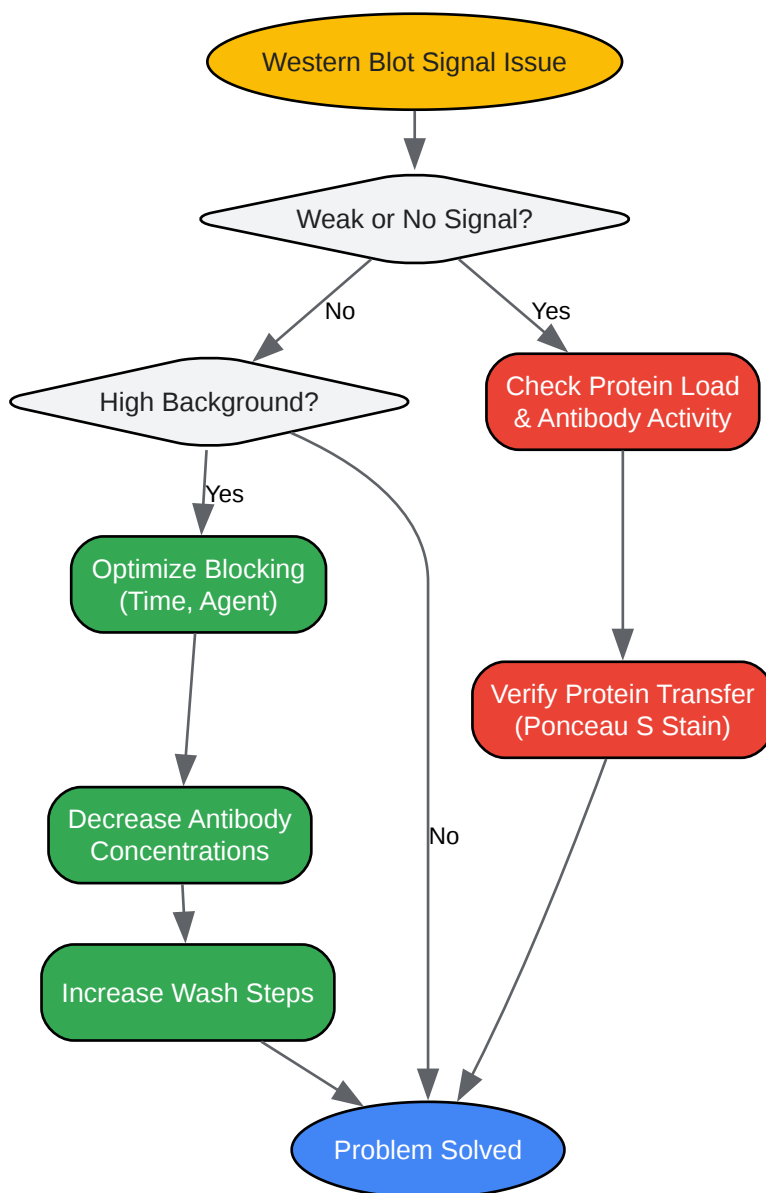 Western Blot Signal Issue
Weak or No Signal?
No
Yes
High Background?
Check Protein Load
& Antibody Activity
Yes
Optimize Blocking
(Time, Agent)
Verify Protein Transfer
(Ponceau S Stain)
Decrease Antibody
Concentrations
No
Increase Wash Steps
Problem Solved